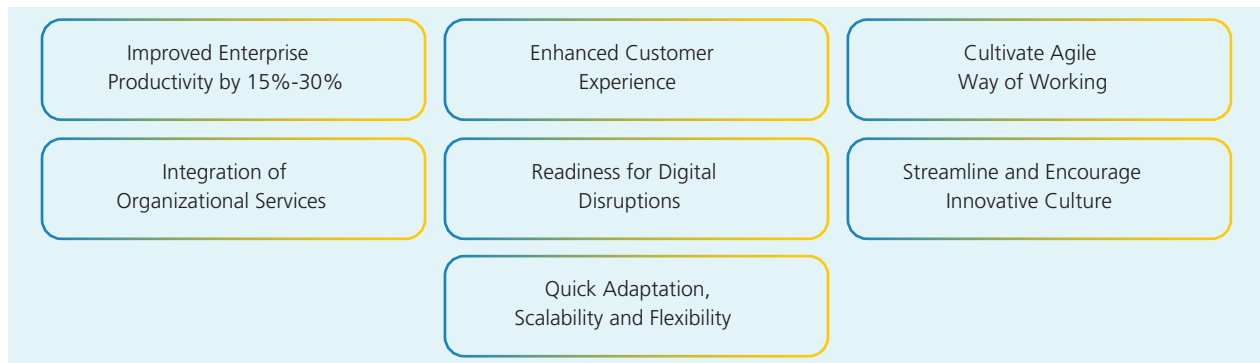 Improved Enterprise
Productivity by 15%-30%
Enhanced Customer
Experience
Cultivate Agile
Way of Working
Integration of
Organizational Services
Readiness for Digital
Disruptions
Streamline and Encourage
Innovative Culture
Quick Adaptation,
Scalability and Flexibility